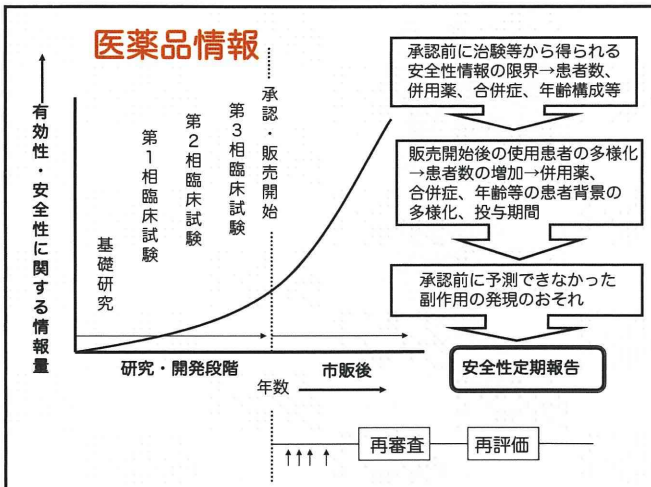 医薬品情報
有効性・安全性に関する情報量
基礎研究
第1相臨床試験
第2相臨床試験
第3相臨床試験
承認・販売開始
研究・開発段階
市販後
年数
再審査
再評価
承認前に治験等から得られる
安全性情報の限界→患者数、
併用薬、合併症、年齢構成等
販売開始後の使用患者の多様化
→患者数の増加→併用薬、
合併症、年齢等の患者背景の
多様化、投与期間
承認前に予測できなかった
副作用の発現のおそれ
安全性定期報告